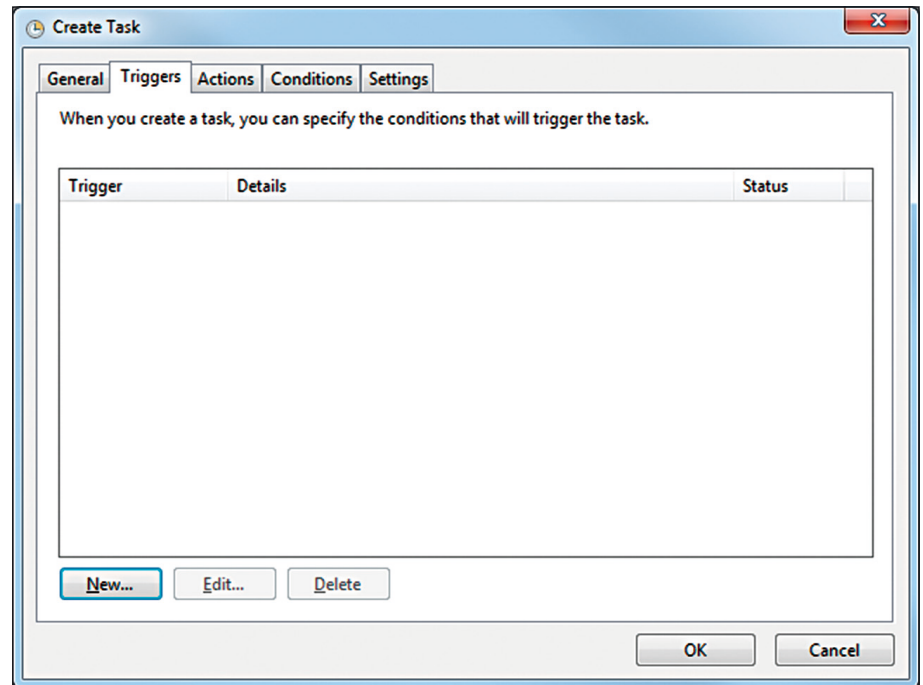 Create Task
General Triggers Actions Conditions Settings
When you create a task, you can specify the conditions that will trigger the task.
Trigger Details Status
New... Edit... Delete
OK Cancel